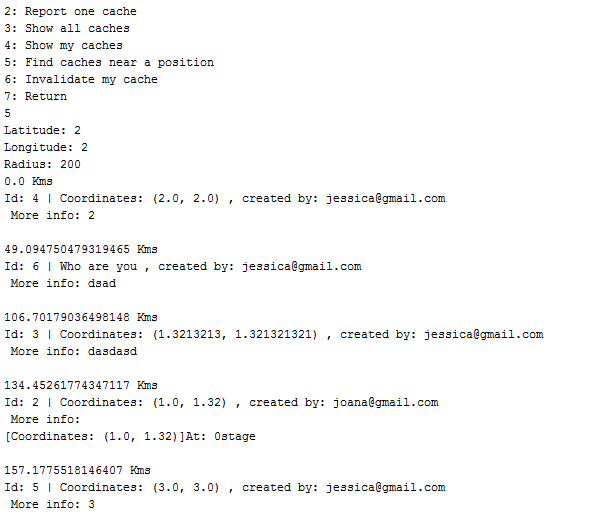 2: Report one cache
3: Show all caches
4: Show my caches
5: Find caches near a position
6: Invalidate my cache
7: Return
5
Latitude: 2
Longitude: 2
Radius: 200
0.0 Kms
Id: 4 | Coordinates: (2.0, 2.0) , created by: jessica@gmail.com
More info: 2
49.094750479319465 Kms
Id: 6 | Who are you , created by: jessica@gmail.com
More info: dsad
106.70179036498148 Kms
Id: 3 | Coordinates: (1.3213213, 1.321321321) , created by: jessica@gmail.com
More info: dasdasd
134.45261774347117 Kms
Id: 2 | Coordinates: (1.0, 1.32) , created by: joana@gmail.com
More info:
[Coordinates: (1.0, 1.32)]At: 0stage
157.1775518146407 Kms
Id: 5 | Coordinates: (3.0, 3.0) , created by: jessica@gmail.com
More info: 3